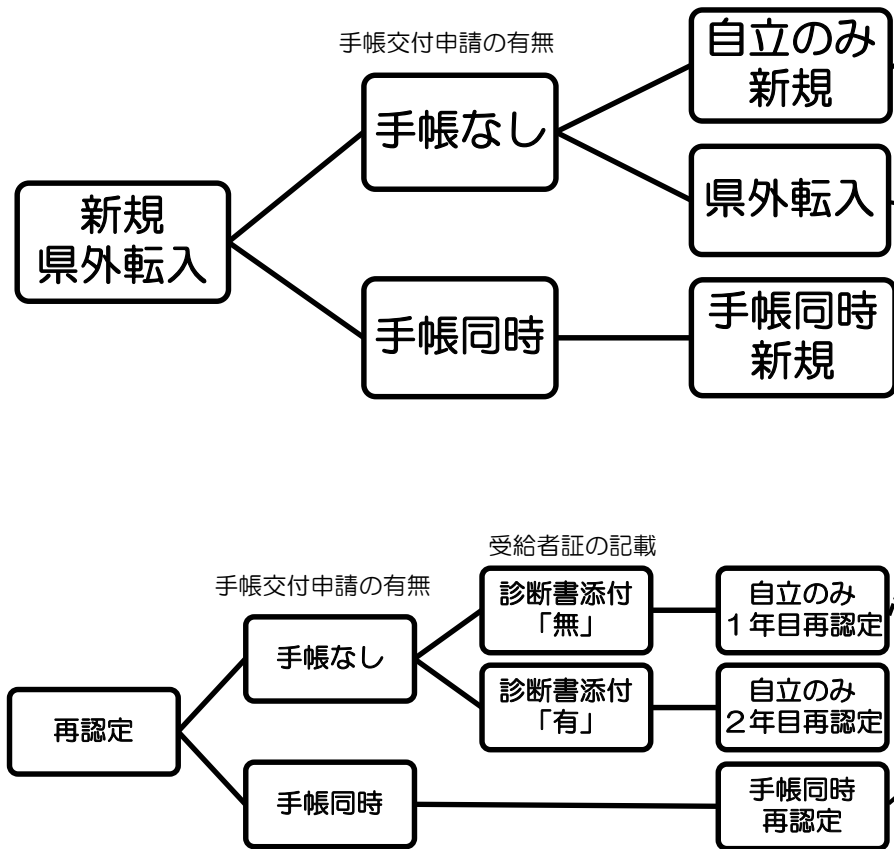 手帳交付申請の有無
自立のみ
新規
手帳なし
県外転入
新規
県外転入
手帳同時
手帳同時
新規
受給者証の記載
手帳交付申請の有無
診断書添付
「無」
自立のみ
１年目再認定
手帳なし
診断書添付
「有」
自立のみ
２年目再認定
再認定
手帳同時
手帳同時
再認定